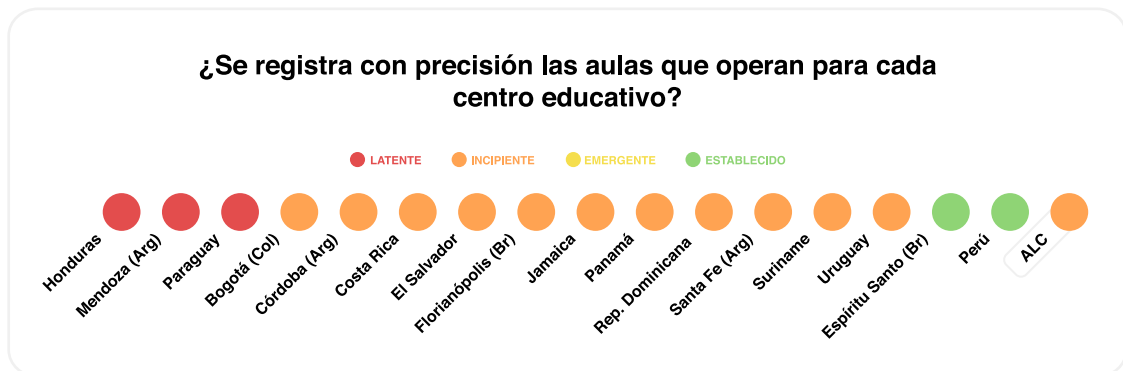 ¿Se registra con precisión las aulas que operan para cada
centro educativo?
LATENTE INCIPIENTE EMERGENTE ESTABLECIDO
Honduras
Mendoza (Arg)
Paraguay
Bogotá (Col)
Córdoba (Arg)
Costa Rica
El Salvador
Florianópolis (Br)
Jamaica
Panamá
Rep. Dominicana
Santa Fe (Arg)
Suriname
Uruguay
Espíritu Santo (Br)
Perú
ALC